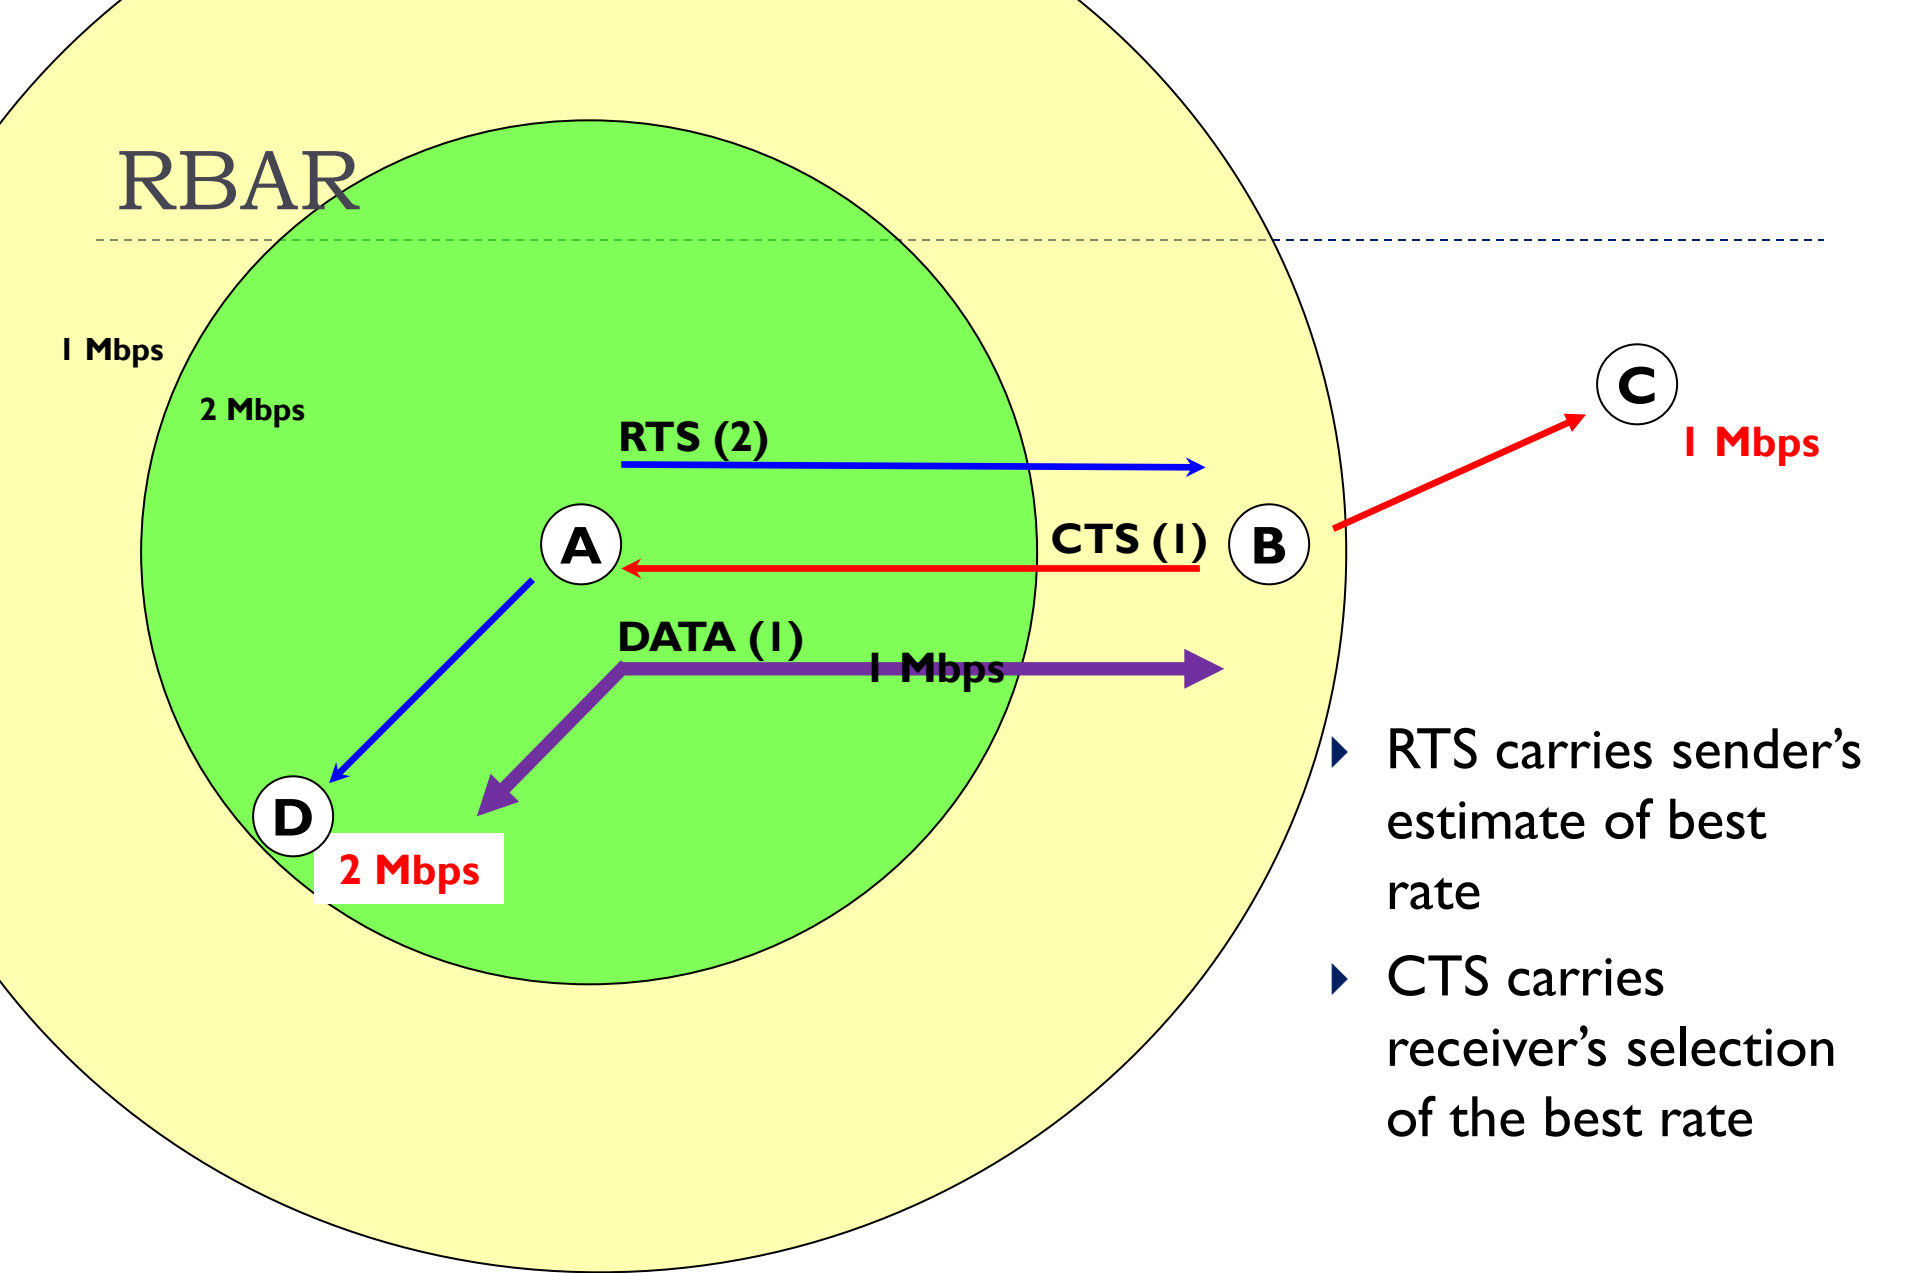 RBAR
1 Mbps
2 Mbps
RTS (2)
C
1 Mbps
A
CTS (1)
B
DATA (1)
1 Mbps
D
2 Mbps
RTS carries sender’s
estimate of best
rate
CTS carries
receiver’s selection
of the best rate